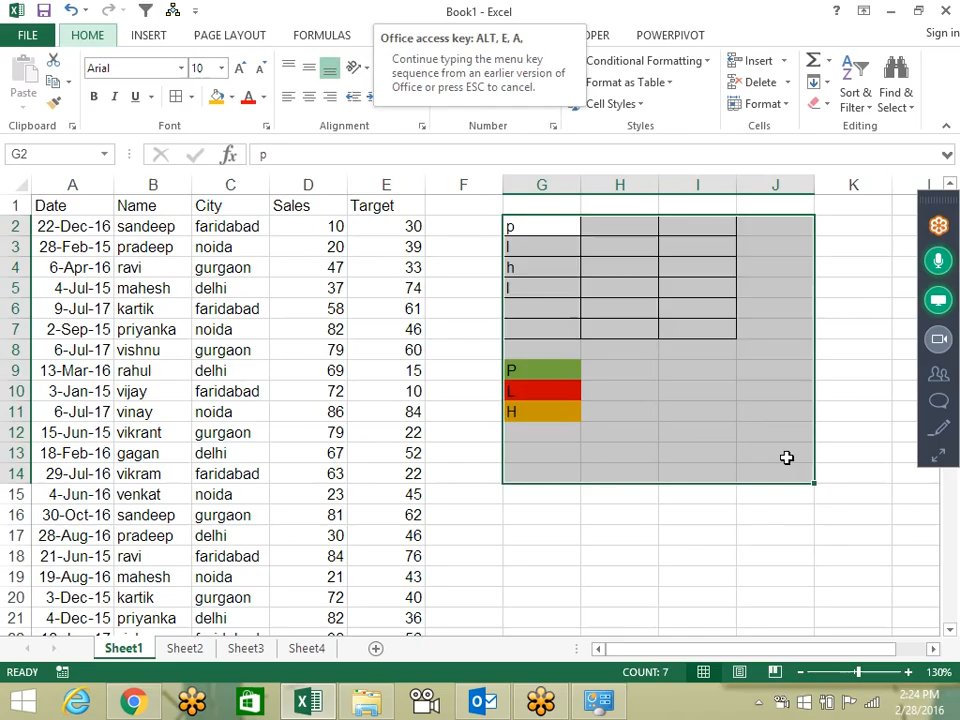 Book1 - Excel
?
Sign in
FILE
HOME
INSERT
PAGE LAYOUT
FORMULAS
OPER
POWERPIVOT
Office access key: ALT, E, A,
Continue typing the menu key
sequence from an earlier version of
Office or press ESC to cancel.
Paste
Arial
10
B I U
Conditional Formatting
Format as Table
Cell Styles
Insert
Delete
Format
Sort &
Filter
Find &
Select
Clipboard
Font
Alignment
Number
Styles
Cells
Editing
G2
fx
p
A B C D E F G H I J K L
1 Date Name City Sales Target
2 22-Dec-16 sandeep faridabad 10 30 p
3 28-Feb-15 pradeep noida 20 39 l
4 6-Apr-16 ravi gurgaon 47 33 h
5 4-Jul-15 mahesh delhi 37 74 l
6 9-Jul-17 kartik faridabad 58 61
7 2-Sep-15 priyanka noida 82 46
8 6-Jul-17 vishnu gurgaon 79 60
9 13-Mar-16 rahul delhi 69 15 P
10 3-Jan-15 vijay faridabad 72 10 L
11 6-Jul-17 vinay noida 86 84 H
12 15-Jun-15 vikrant gurgaon 79 22
13 18-Feb-16 gagan delhi 67 52
14 29-Jul-16 vikram faridabad 63 22
15 4-Jun-16 venkat noida 23 45
16 30-Oct-16 sandeep gurgaon 81 62
17 28-Aug-16 pradeep delhi 30 46
18 21-Jun-15 ravi faridabad 84 76
19 19-Aug-16 mahesh noida 21 43
20 3-Dec-15 kartik gurgaon 72 40
21 4-Dec-15 priyanka delhi 82 36
Sheet1 Sheet2 Sheet3 Sheet4
READY
COUNT: 7
130%
2:24 PM
2/28/2016